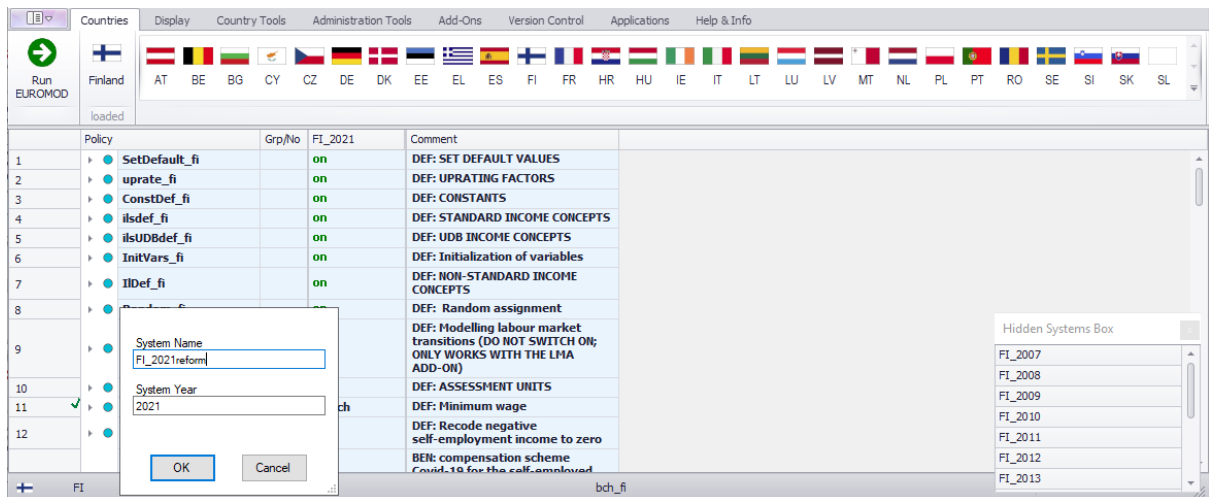 Countries Display Country Tools Administration Tools Add-Ons Version Control Applications Help & Info
Run
EUROMOD
Finland
loaded
AT BE BG CY CZ DE DK EE EL ES FI FR HR HU IE IT LT LU LV MT NL PL PT RO SE SI SK SL
Policy Grp/No FI_2021 Comment
1 SetDefault_fi on DEF: SET DEFAULT VALUES
2 uprate_fi on DEF: UPRATING FACTORS
3 ConstDef_fi on DEF: CONSTANTS
4 ilsdef_fi on DEF: STANDARD INCOME CONCEPTS
5 ilsUDBdef_fi on DEF: UDB INCOME CONCEPTS
6 InitVars_fi on DEF: Initialization of variables
7 IlDef_fi on DEF: NON-STANDARD INCOME
CONCEPTS
8 DEF: Random assignment
9 DEF: Modelling labour market
transitions (DO NOT SWITCH ON;
ONLY WORKS WITH THE LMA
ADD-ON)
10 DEF: ASSESSMENT UNITS
11 ch DEF: Minimum wage
12 DEF: Recode negative
self-employment income to zero
BEN: compensation scheme
Covid-19 for the self-employed
System Name
FI_2021reform
System Year
2021
OK Cancel
Hidden Systems Box
FI_2007
FI_2008
FI_2009
FI_2010
FI_2011
FI_2012
FI_2013
FI bch_fi